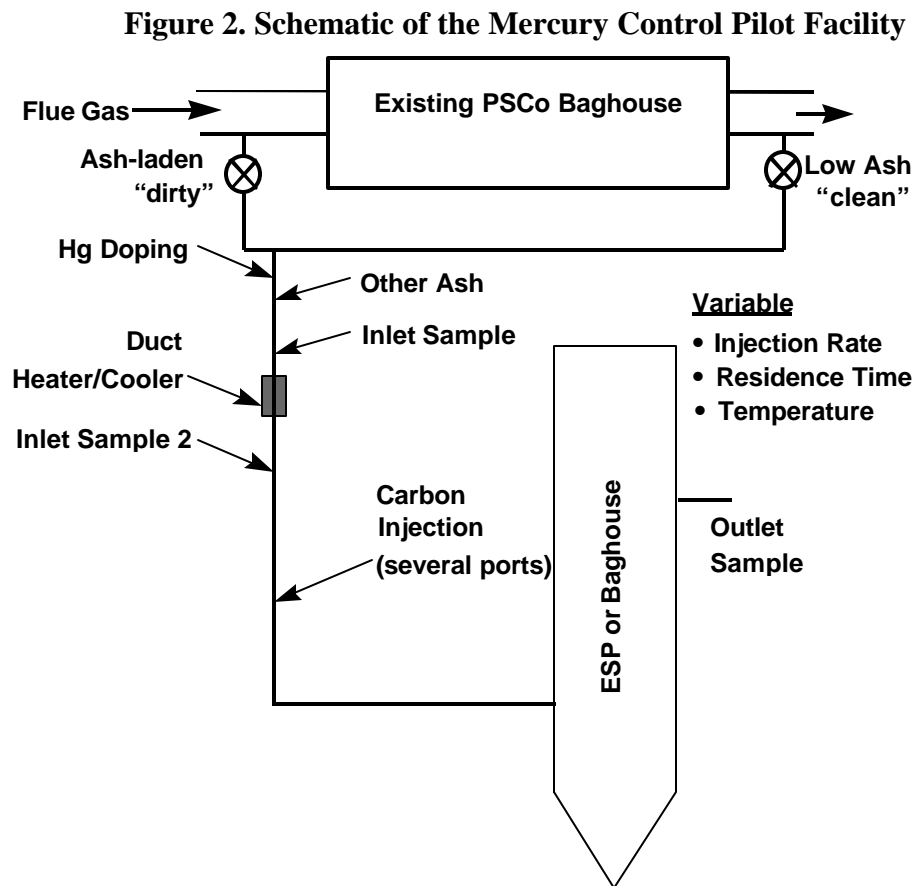 Figure 2. Schematic of the Mercury Control Pilot Facility
Existing PSCo Baghouse
Flue Gas
Ash-laden
“dirty”
Low Ash
“clean”
Hg Doping
Other Ash
Inlet Sample
Duct
Heater/Cooler
Inlet Sample 2
Carbon
Injection
(several ports)
ESP or Baghouse
Variable
• Injection Rate
• Residence Time
• Temperature
Outlet
Sample